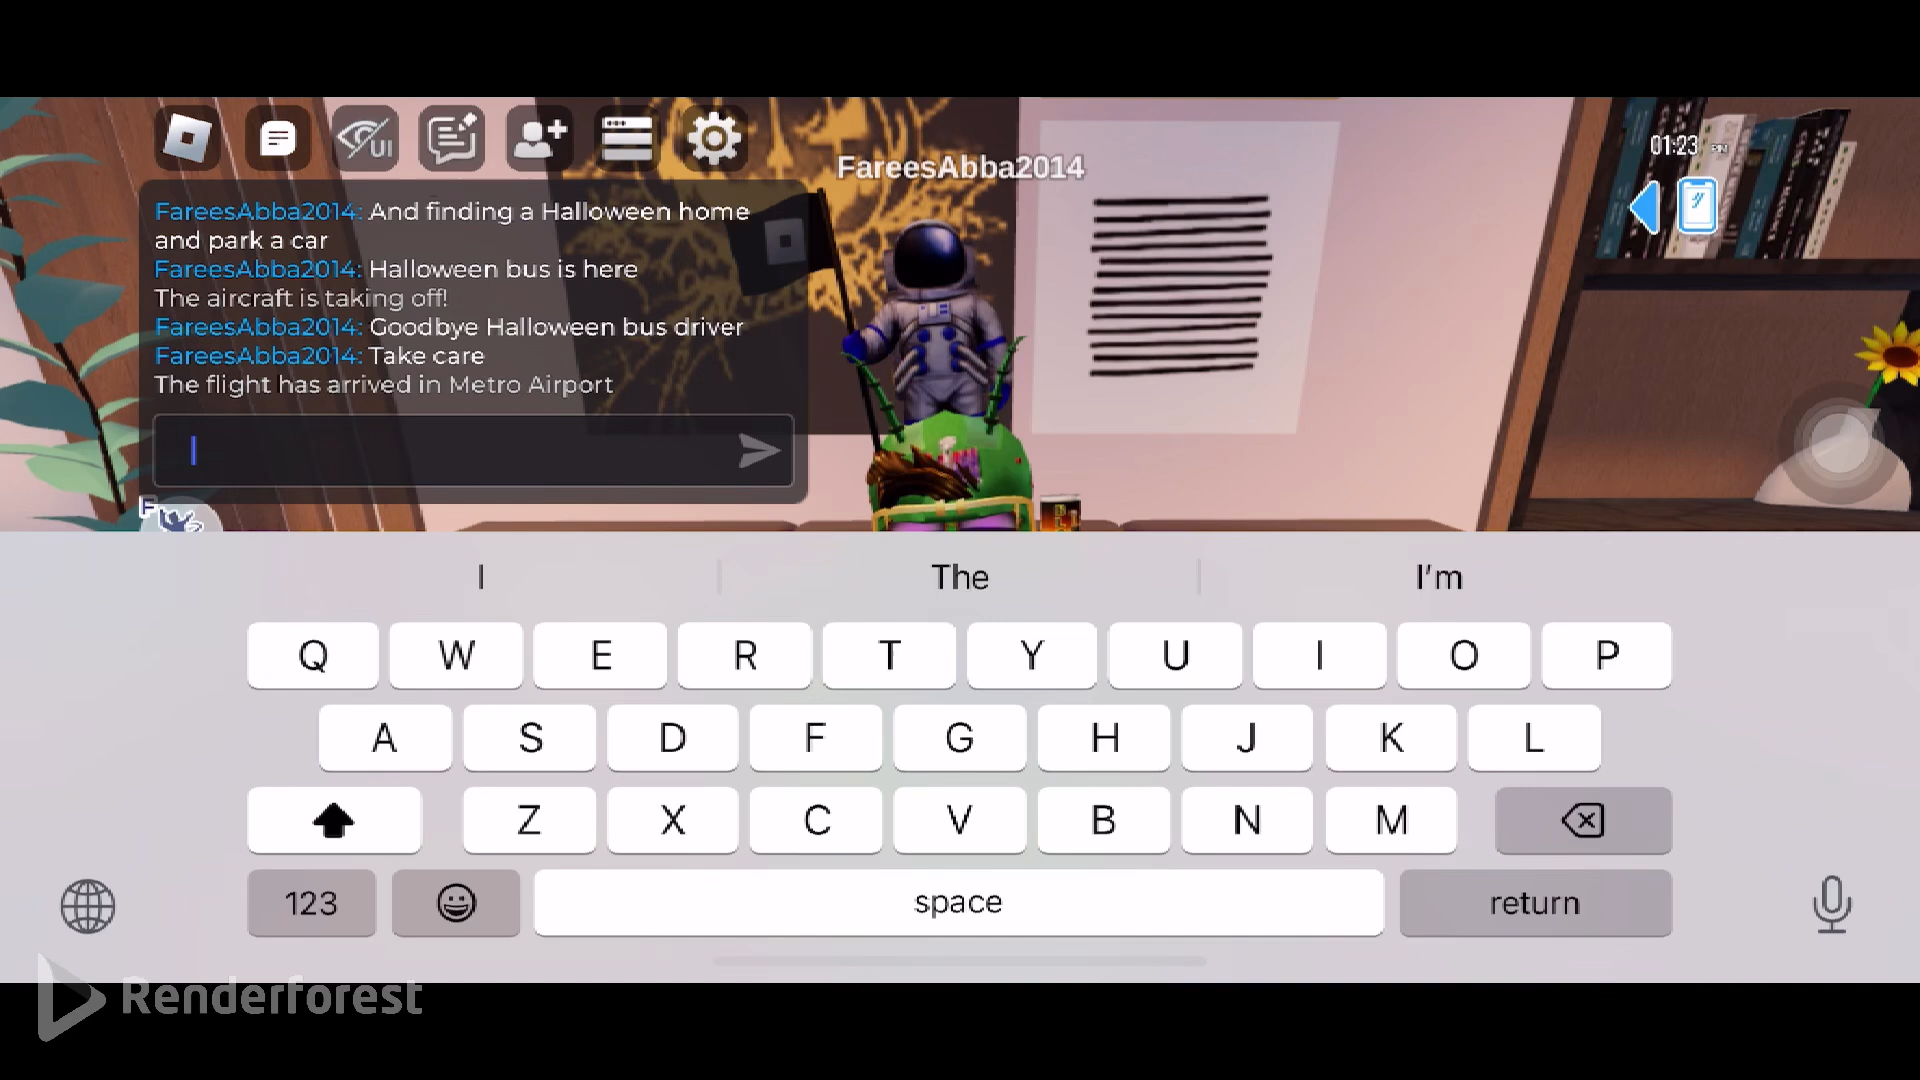 UI
FareesAbba2014
01:23 PM
FareesAbba2014: And finding a Halloween home
and park a car
FareesAbba2014: Halloween bus is here
The aircraft is taking off!
FareesAbba2014: Goodbye Halloween bus driver
FareesAbba2014: Take care
The flight has arrived in Metro Airport
F
I
The
I'm
Q W E R T Y U I O P
A S D F G H J K L
Z X C V B N M
123
space
return
Renderforest